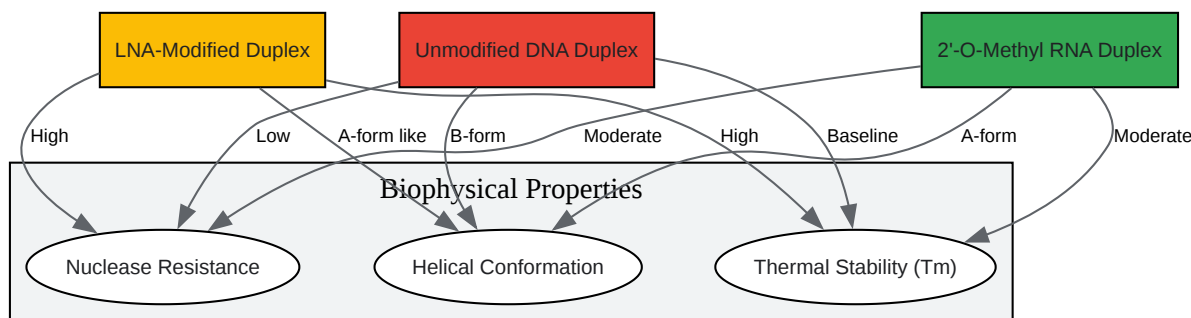 LNA-Modified Duplex
Unmodified DNA Duplex
2'-O-Methyl RNA Duplex
High
Low
A-form like
B-form
Moderate
High
Baseline
A-form
Moderate
Biophysical Properties
Nuclease Resistance
Helical Conformation
Thermal Stability (Tm)